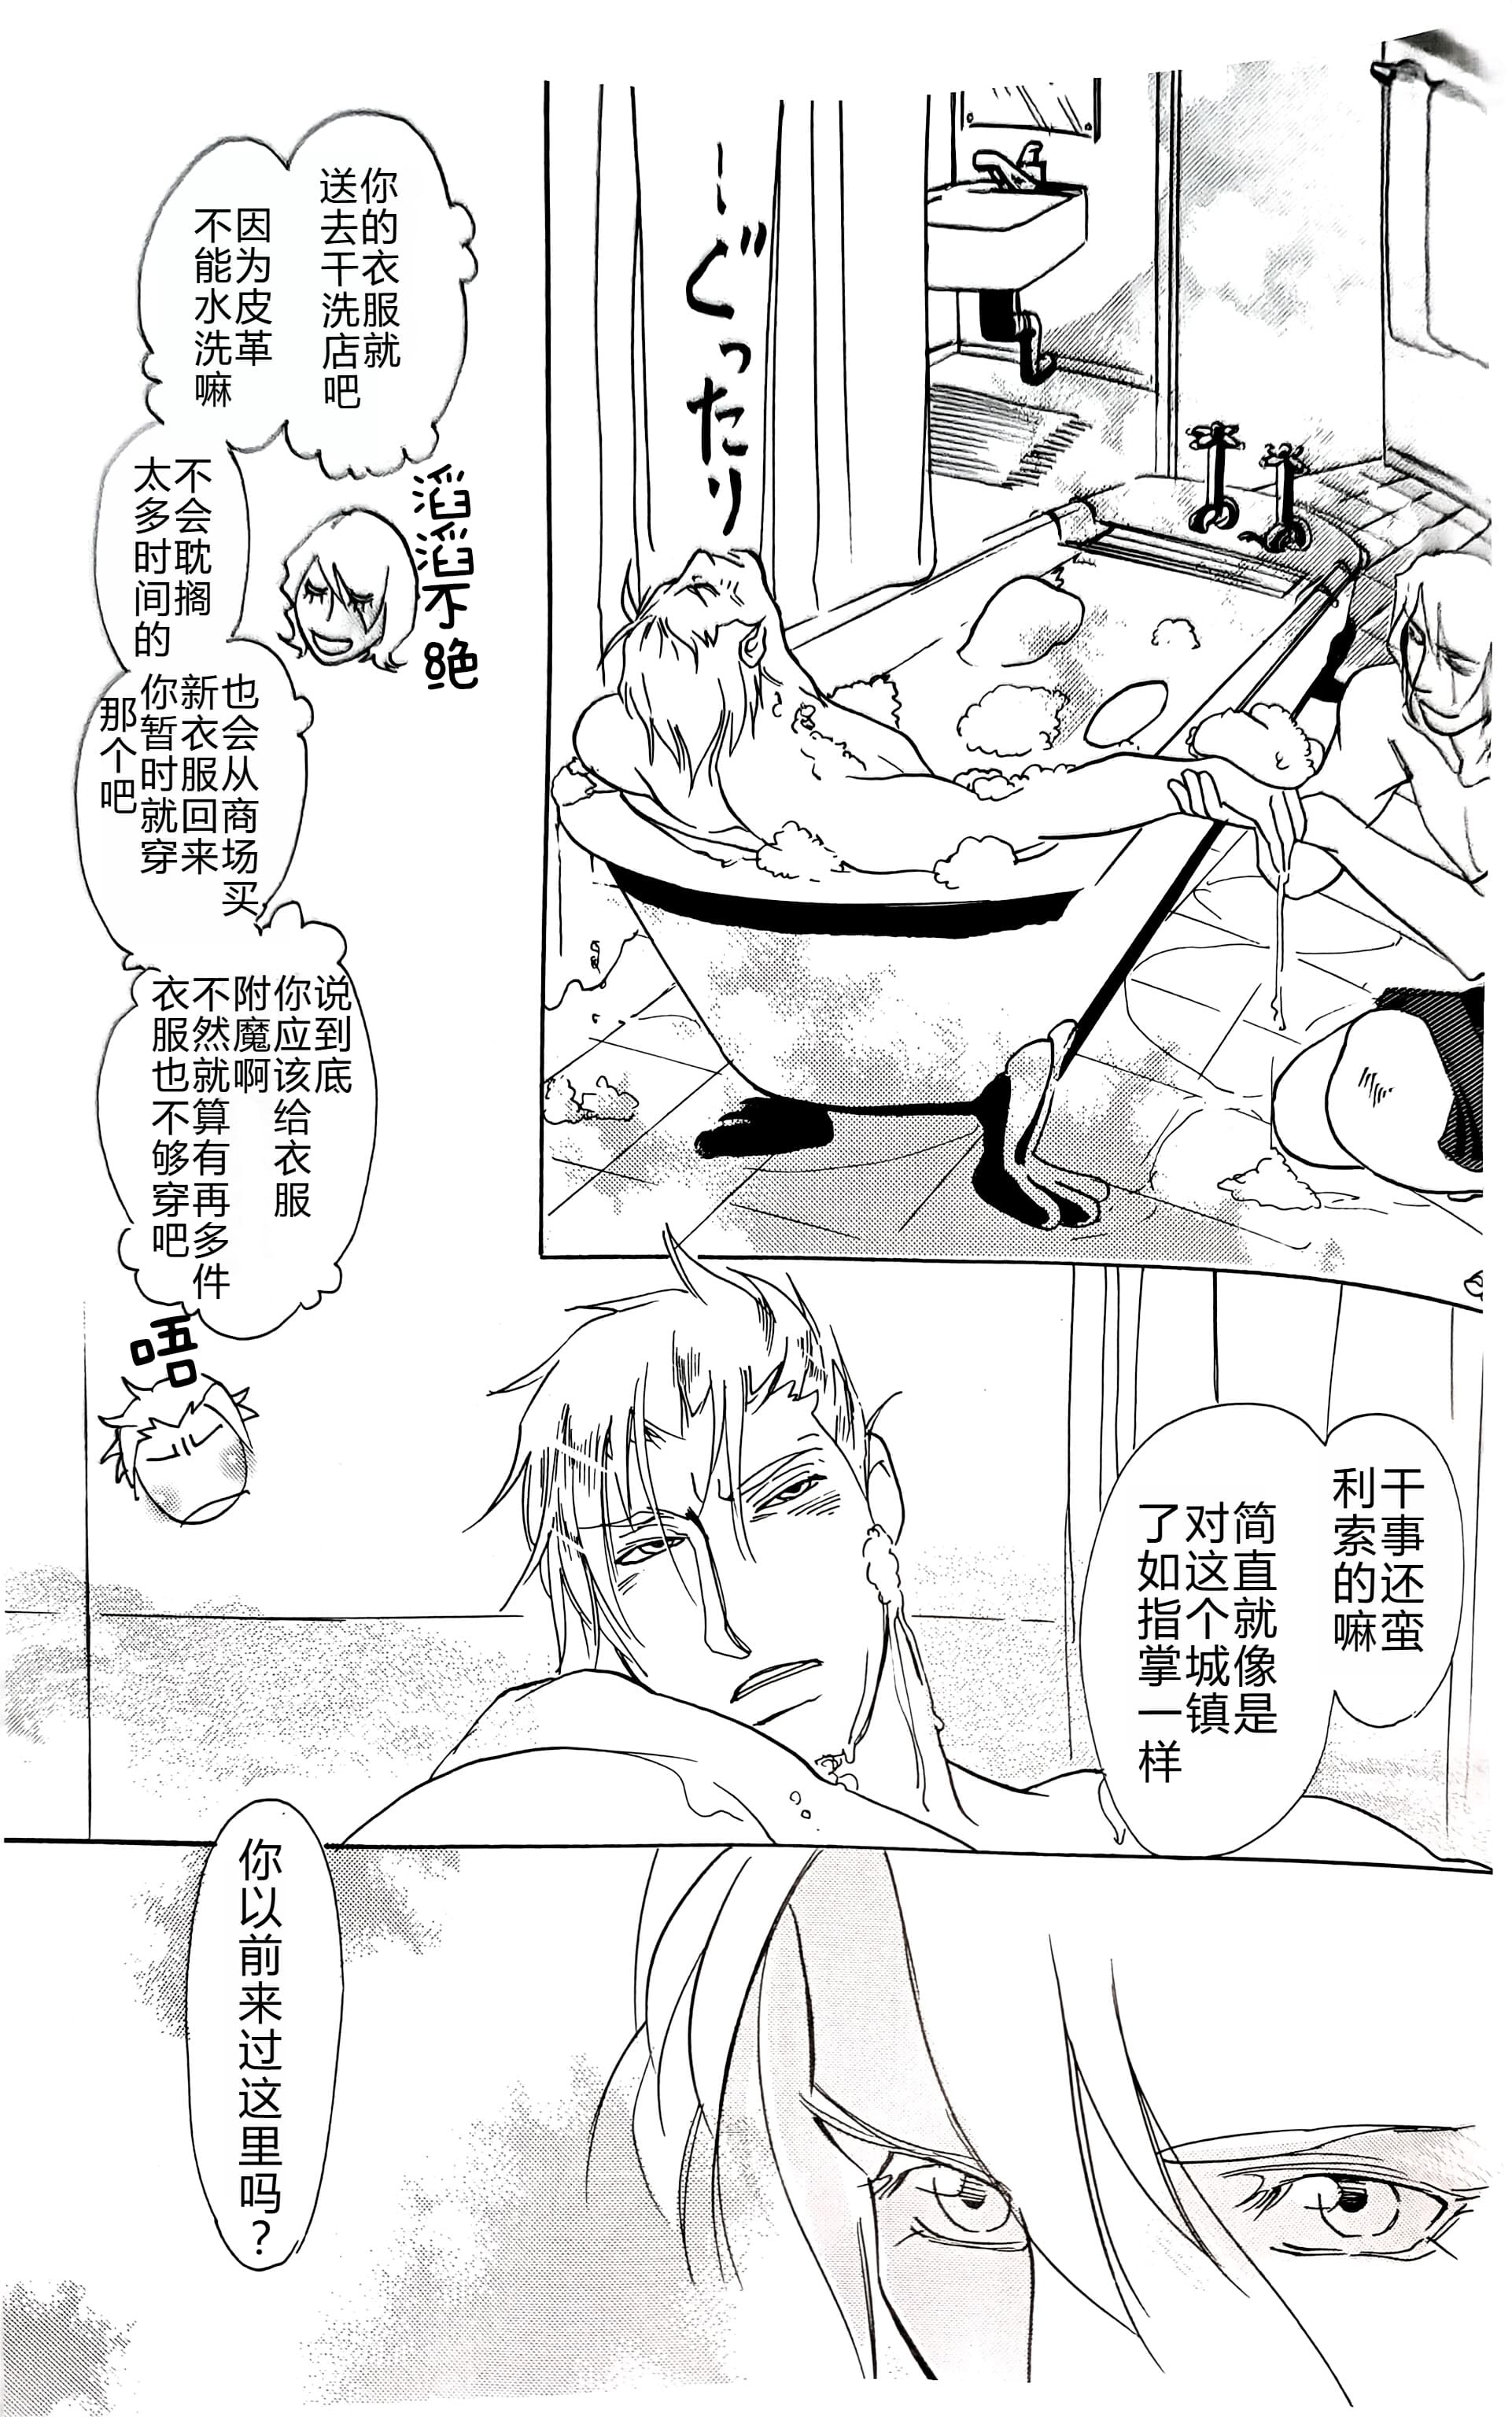 ーぐったり
你的衣服就
送去干洗店吧
因为皮革
不能水洗嘛
滔滔不绝
不会耽搁
太多时间的
也会从商场买
新衣服回来
你暂时就穿
那个吧
说到底
你应该给衣服
附魔啊
不然就算有再多件
衣服也不够穿吧
唔
干事还蛮
利索的嘛
简直就像是
对这个城镇
了如指掌一样
你以前来过这里吗？